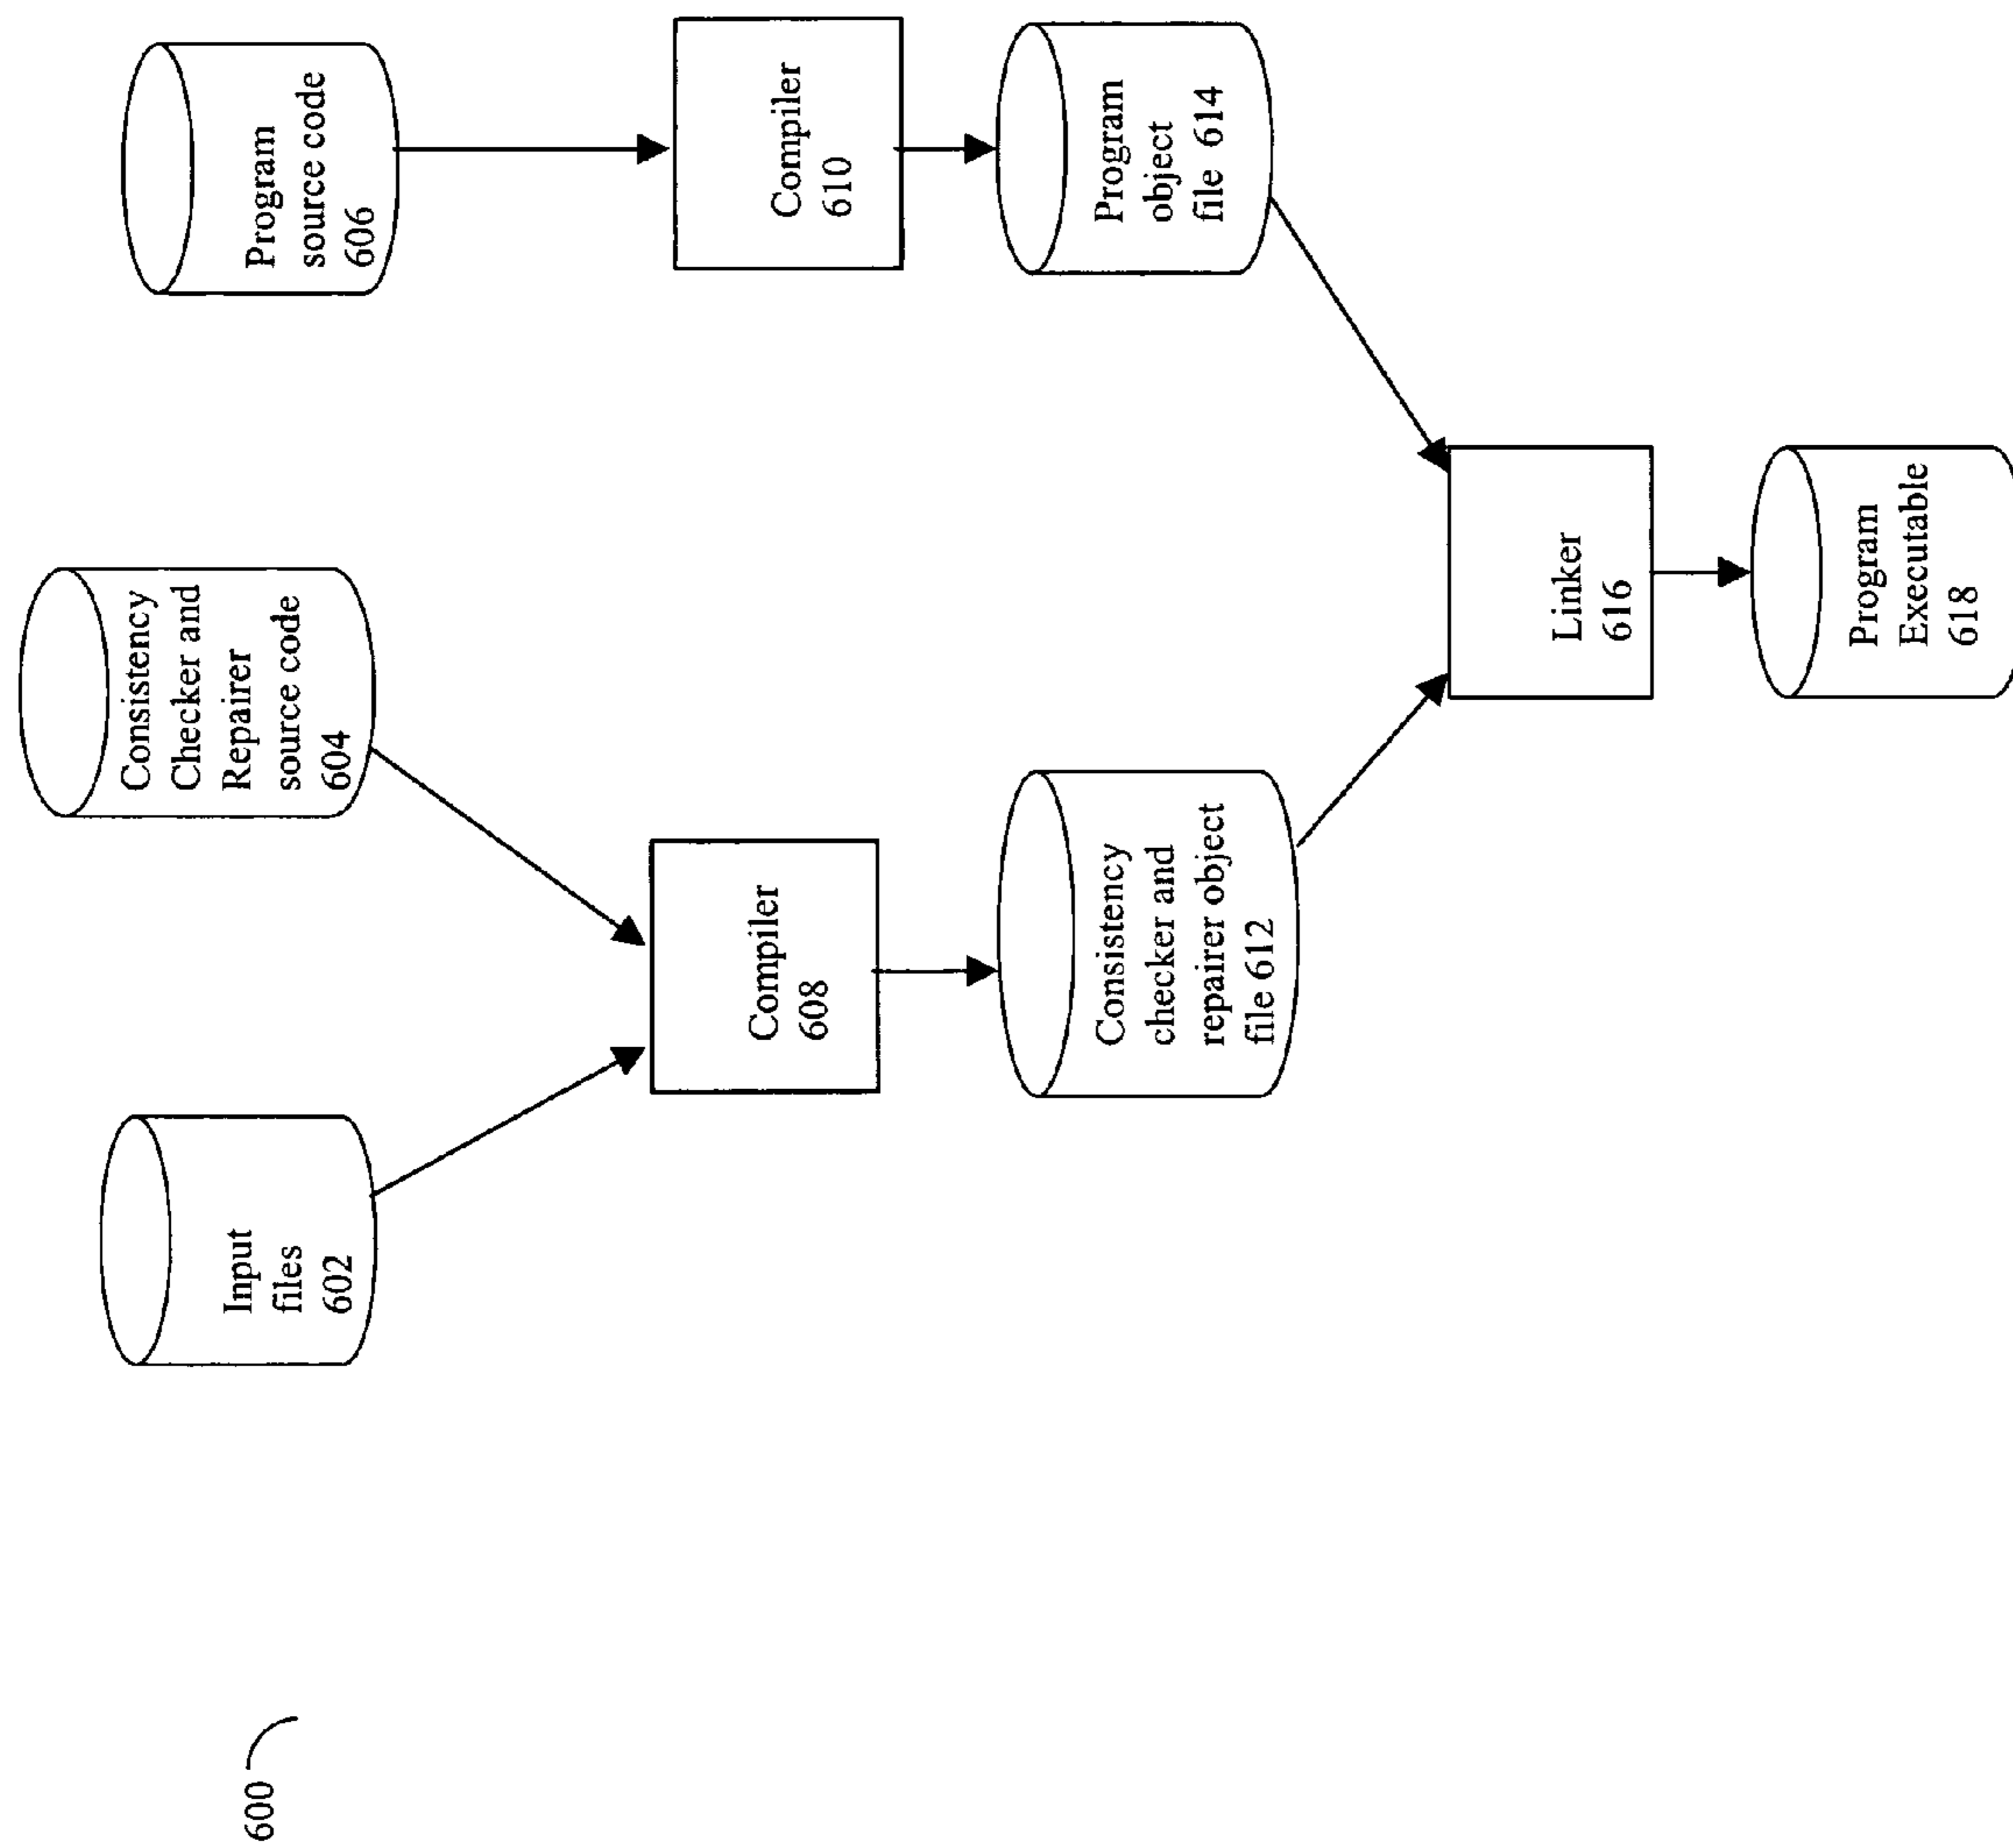 600
Input
files
602
Consistency
Checker and
Repairer
source code
604
Program
source code
606
Compiler
608
Compiler
610
Consistency
checker and
repairer object
file 612
Program
object
file 614
Linker
616
Program
Executable
618